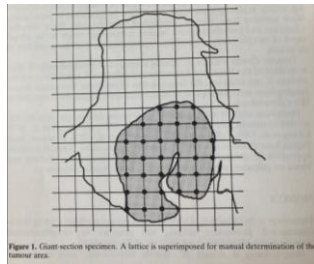 Figure 1. Giant-section specimen. A lattice is superimposed for manual determination of the
tumour area.